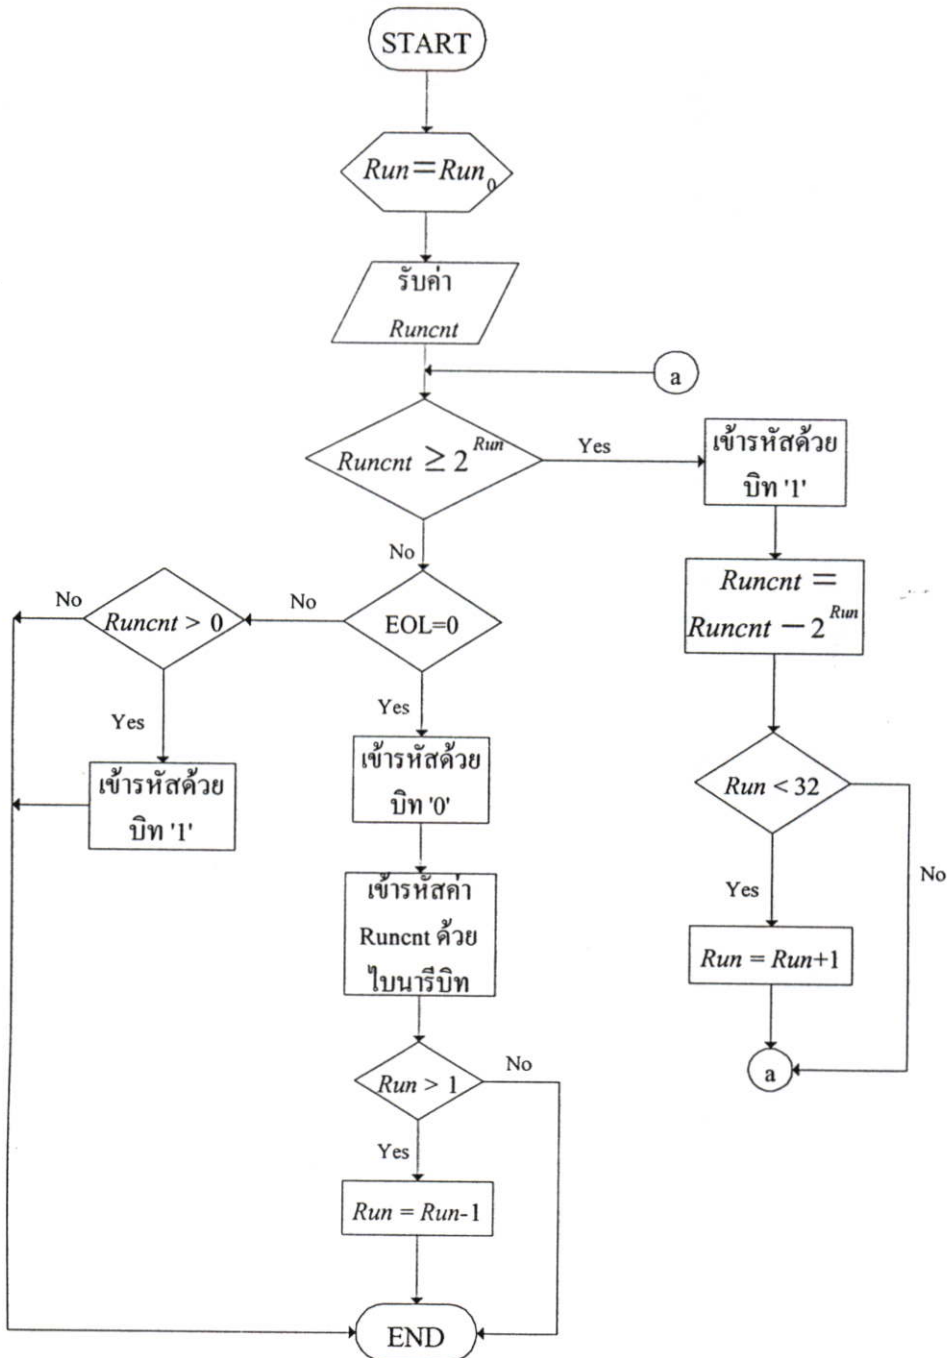 START
Run=Run₀
รับค่า
Runcnt
a
Runcnt ≥ 2^Run
Yes
เข้ารหัสด้วย
บิท '1'
No
Runcnt =
Runcnt − 2^Run
No
Runcnt > 0
No
EOL=0
Yes
Yes
เข้ารหัสด้วย
บิท '1'
เข้ารหัสด้วย
บิท '0'
Run < 32
No
Yes
เข้ารหัสค่า
Runcnt ด้วย
ไบนารีบิท
Run = Run+1
Run > 1
No
a
Yes
Run = Run-1
END